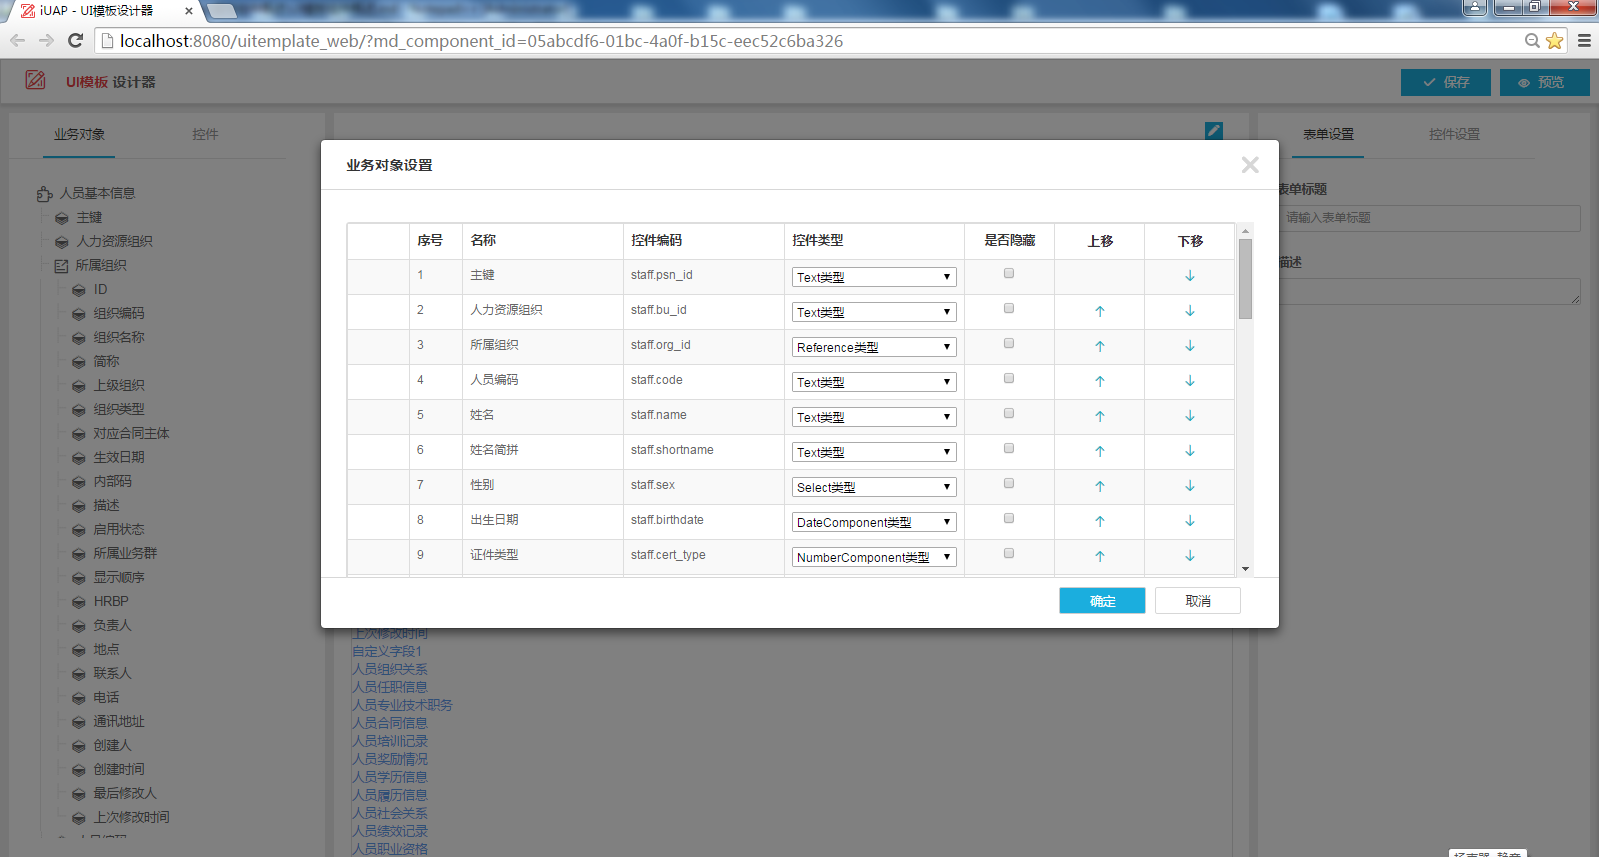 iUAP - UI模板设计器
localhost:8080/uitemplate_web/?md_component_id=05abcdf6-01bc-4a0f-b15c-eec52c6ba326
UI模板 设计器
保存
预览
业务对象
控件
人员基本信息
主键
人力资源组织
所属组织
ID
组织编码
组织名称
简称
上级组织
组织类型
对应合同主体
生效日期
内部码
描述
启用状态
所属业务群
显示顺序
HRBP
负责人
地点
联系人
电话
通讯地址
创建人
创建时间
最后修改人
上次修改时间
业务对象设置
序号 名称 控件编码 控件类型 是否隐藏 上移 下移
1 主键 staff.psn_id Text类型
2 人力资源组织 staff.bu_id Text类型
3 所属组织 staff.org_id Reference类型
4 人员编码 staff.code Text类型
5 姓名 staff.name Text类型
6 姓名简拼 staff.shortname Text类型
7 性别 staff.sex Select类型
8 出生日期 staff.birthdate DateComponent类型
9 证件类型 staff.cert_type NumberComponent类型
确定
取消
上次修改时间
自定义字段1
人员组织关系
人员任职信息
人员专业技术职务
人员合同信息
人员培训记录
人员奖励情况
人员学历信息
人员履历信息
人员社会关系
人员绩效记录
人员职业资格
表单设置
控件设置
表单标题
请输入表单标题
描述